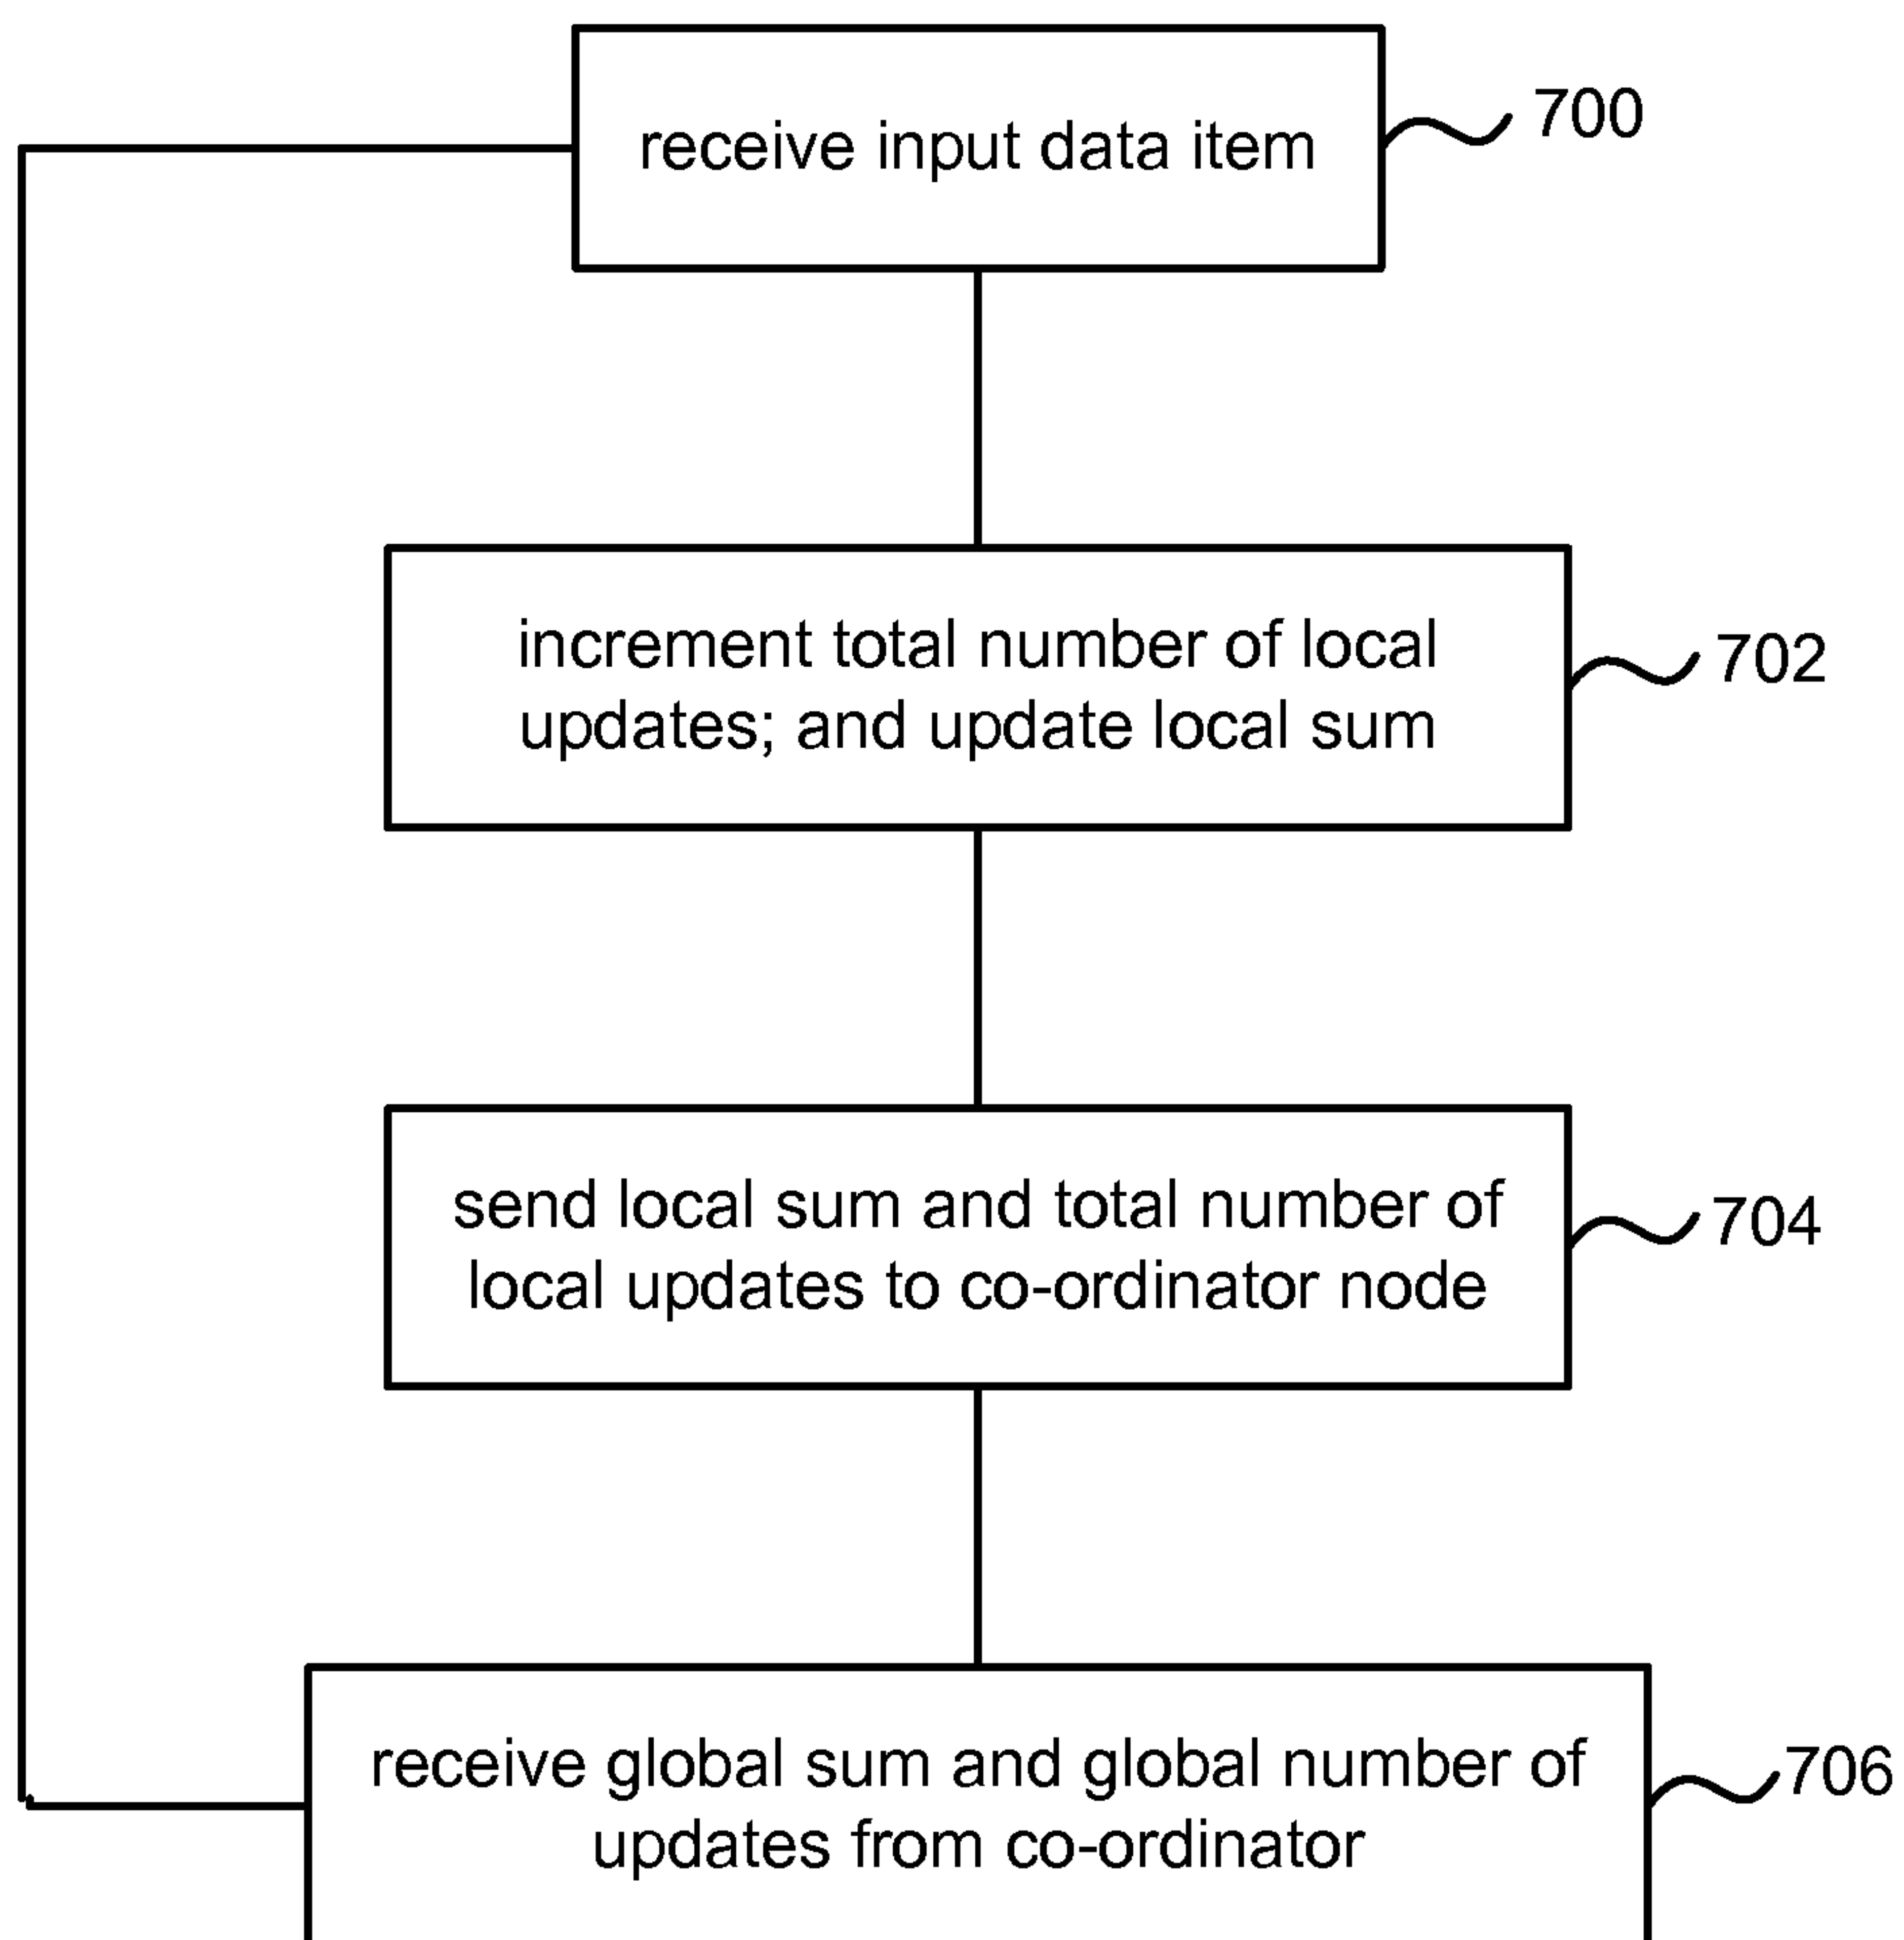 receive input data item
700
increment total number of local
updates; and update local sum
702
send local sum and total number of
local updates to co-ordinator node
704
receive global sum and global number of
updates from co-ordinator
706